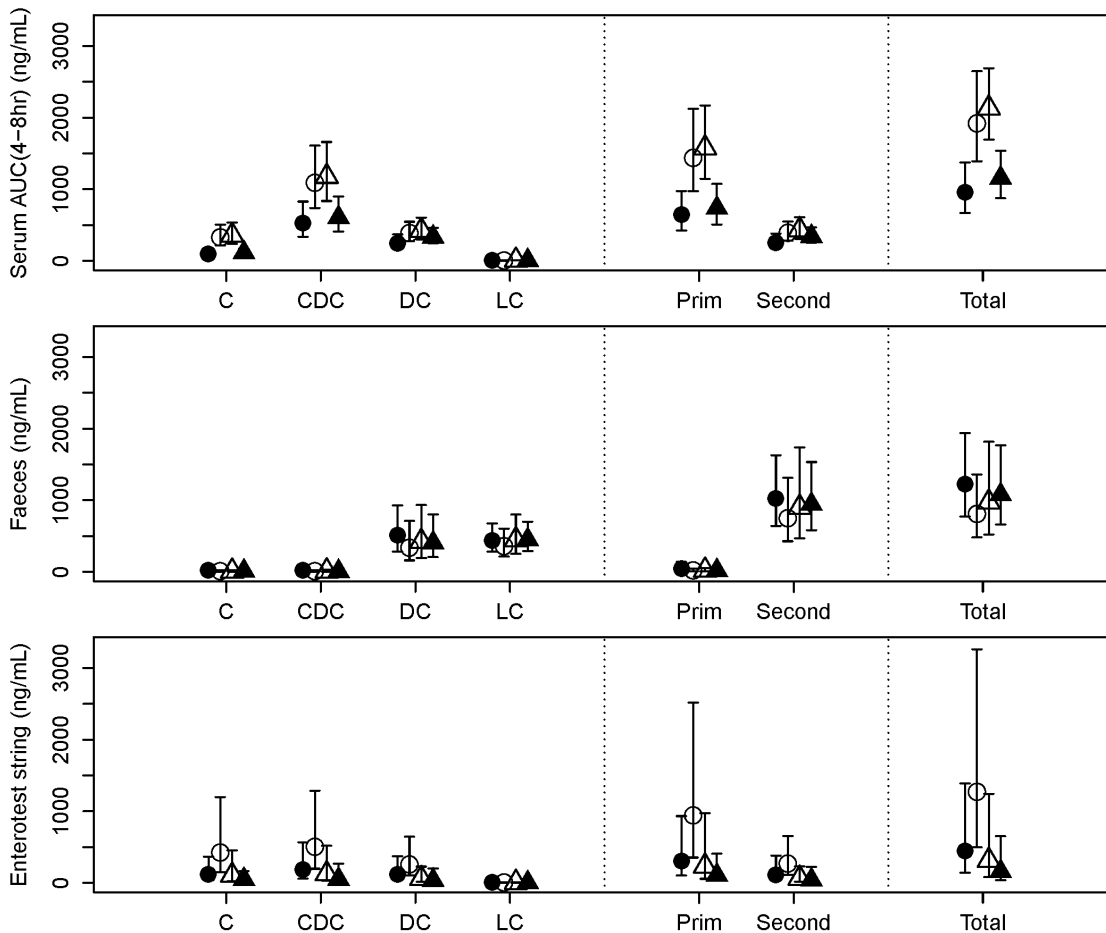 Serum AUC(4−8hr) (ng/mL)
3000
2000
1000
0
C CDC DC LC Prim Second Total
Faeces (ng/mL)
3000
2000
1000
0
C CDC DC LC Prim Second Total
Enterotest string (ng/mL)
3000
2000
1000
0
C CDC DC LC Prim Second Total